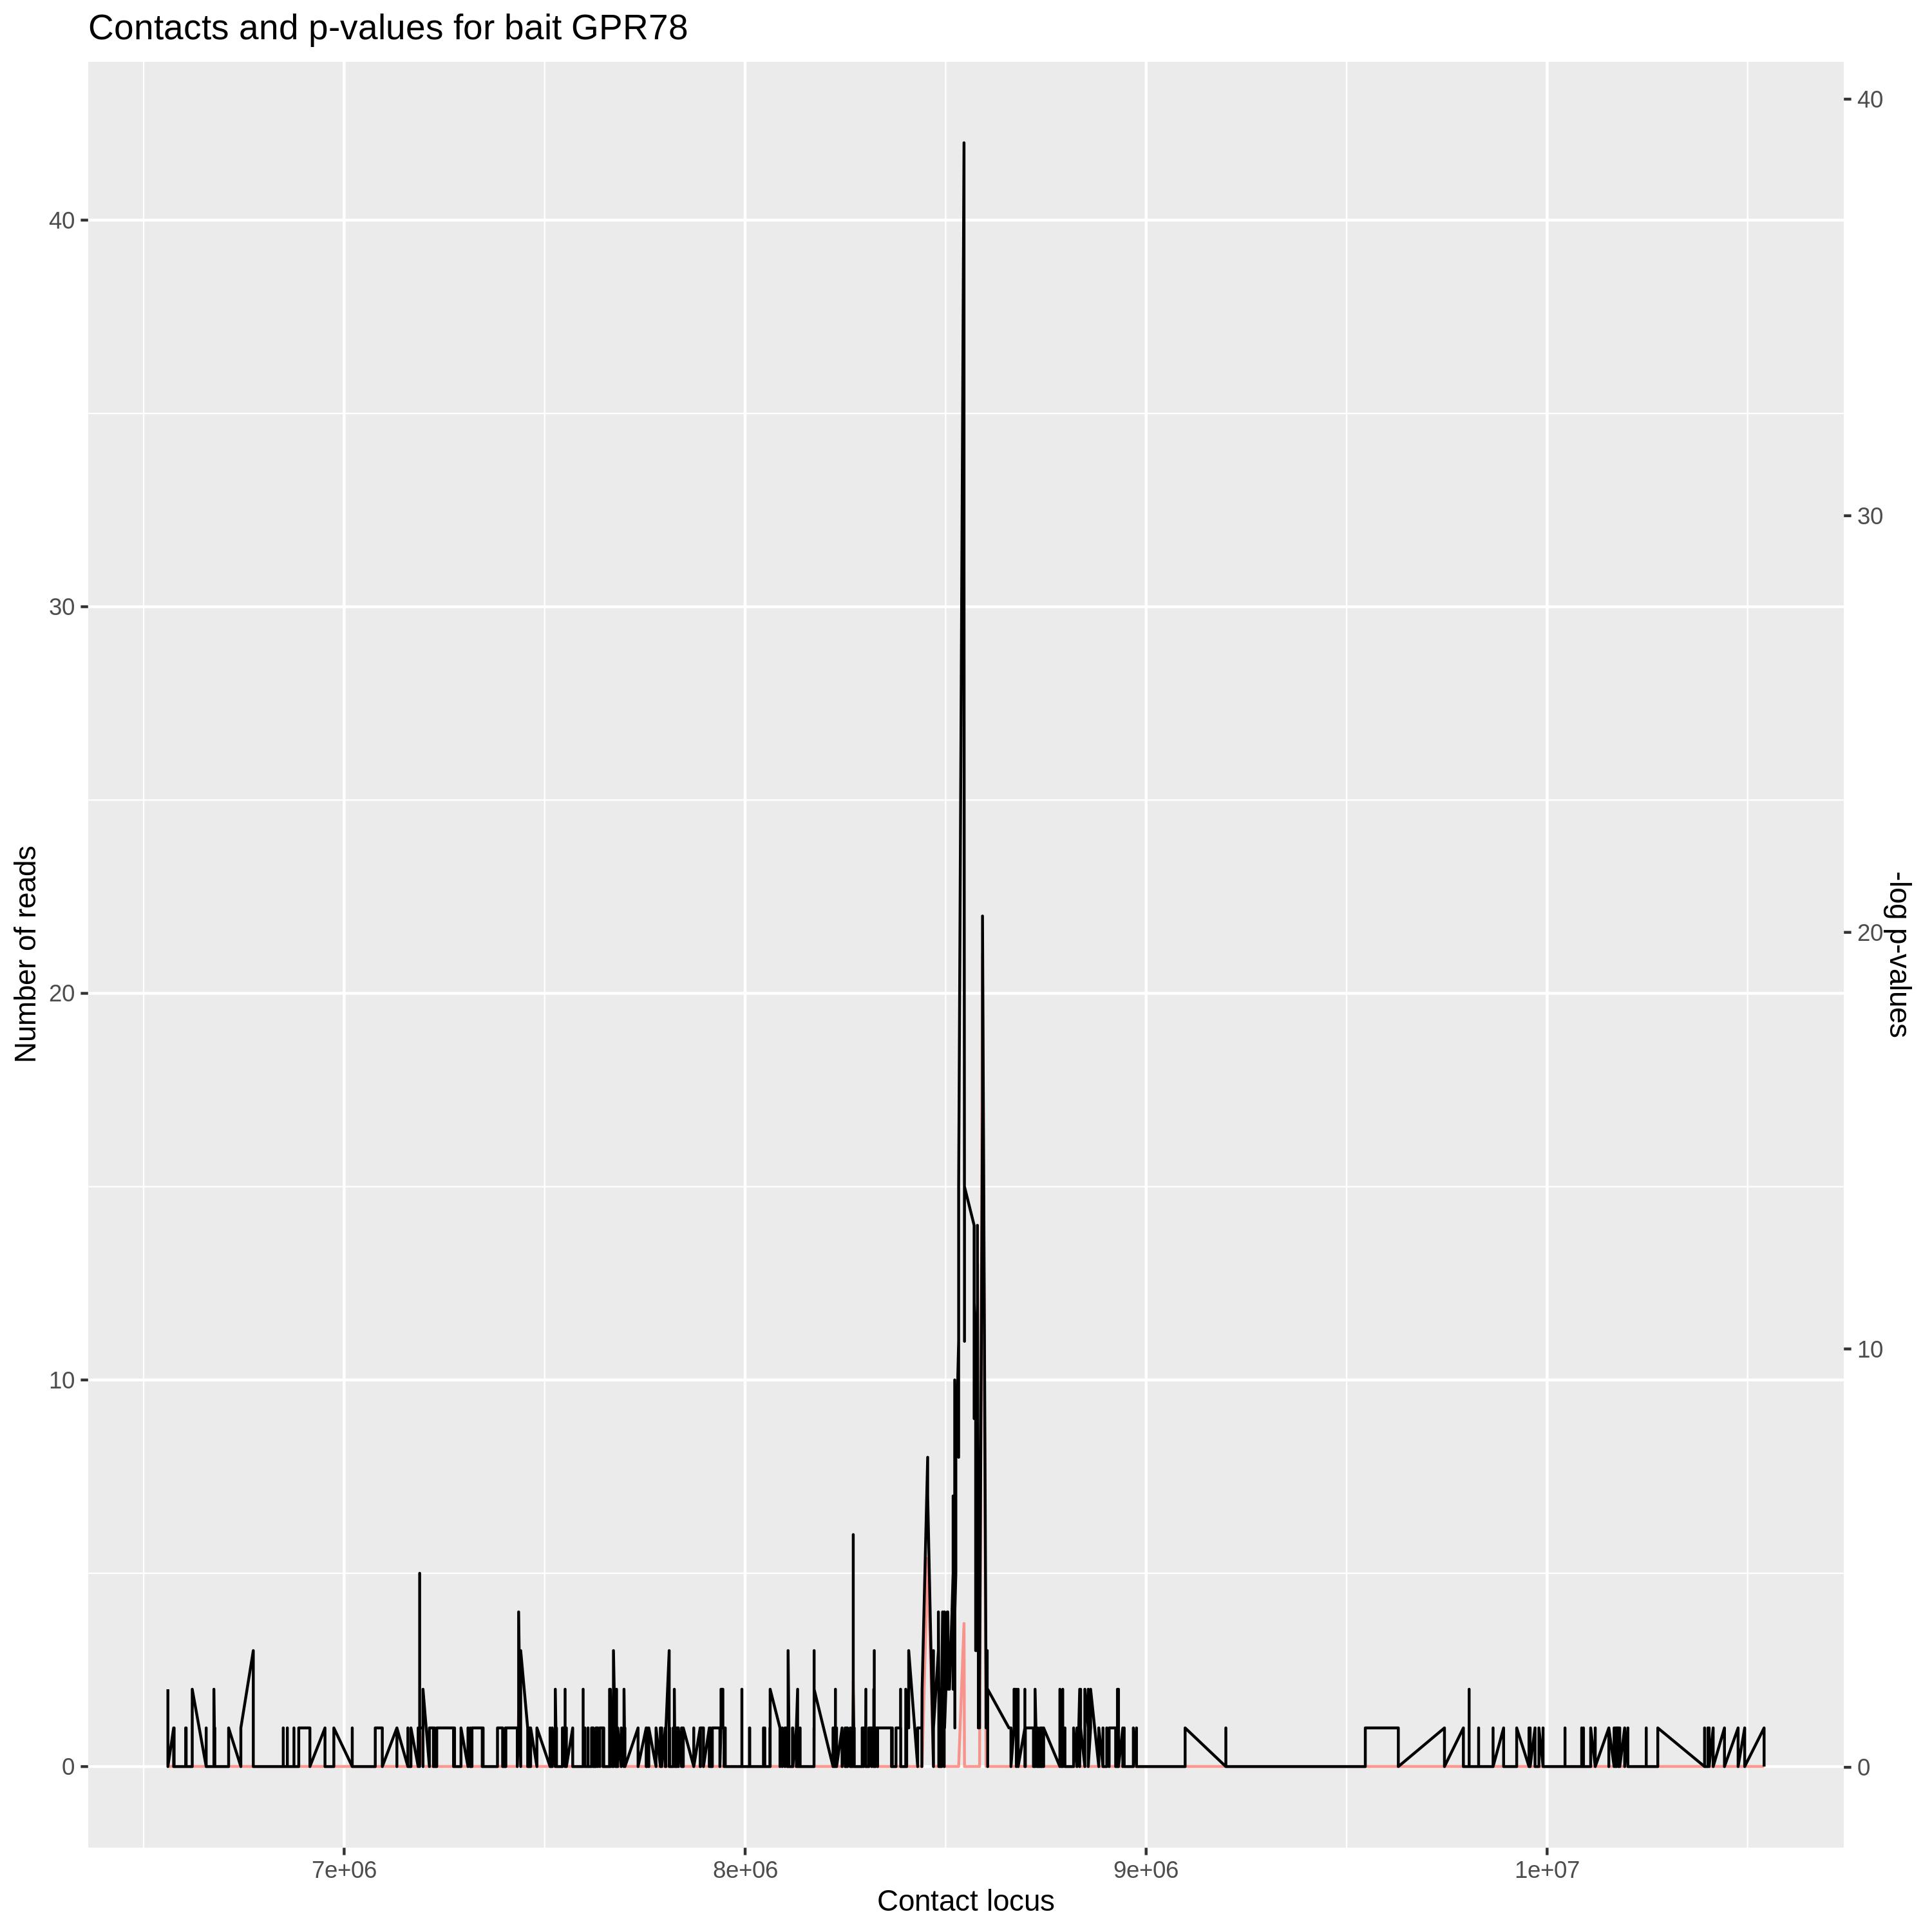 Contacts and p-values for bait GPR78
40
30
20
10
0
Number of reads
40
30
20
10
0
-log p-values
7e+06
8e+06
9e+06
1e+07
Contact locus